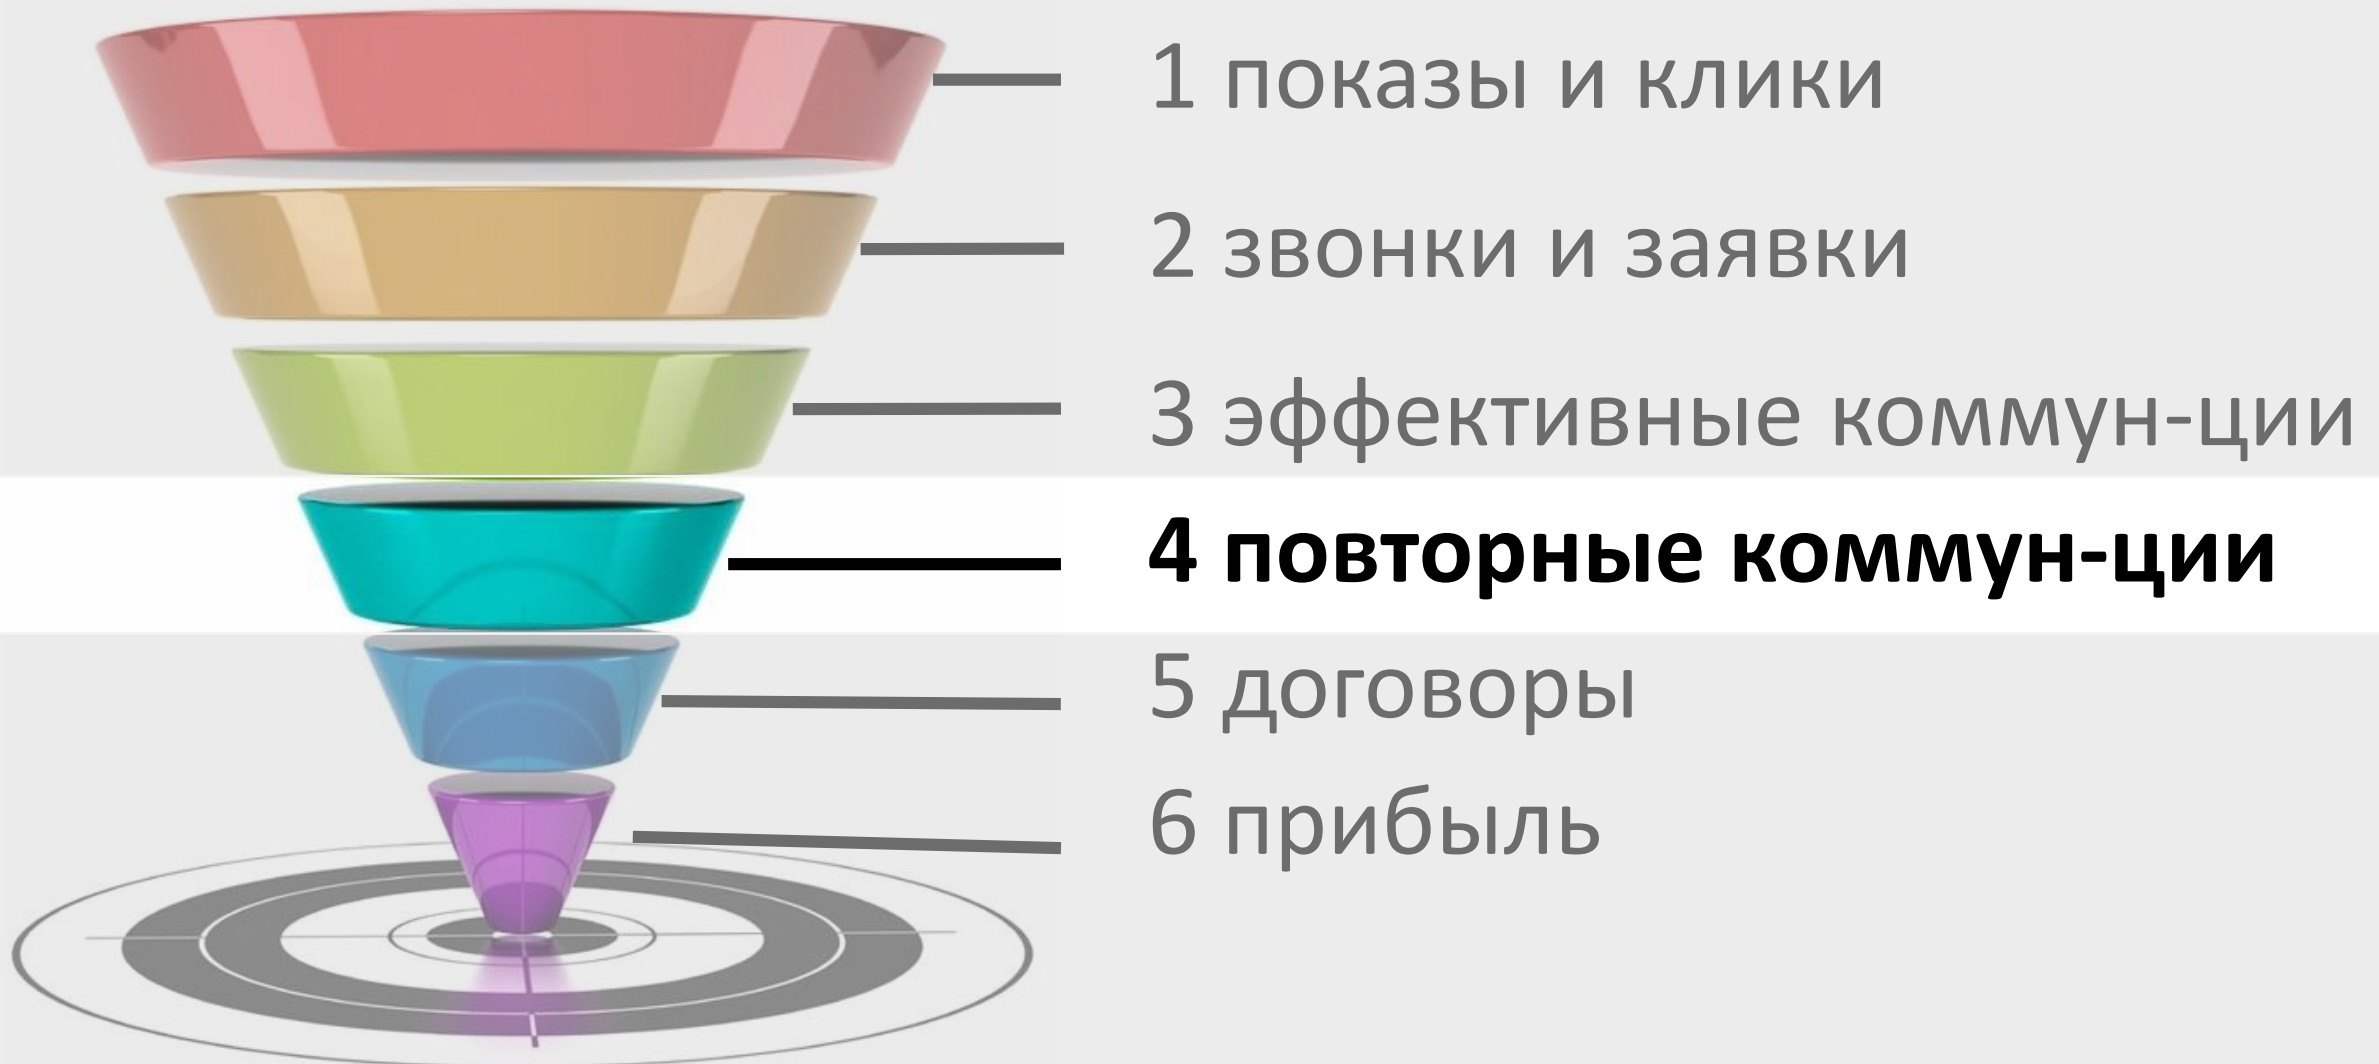 1 показы и клики
2 звонки и заявки
3 эффективные коммун-ции
4 повторные коммун-ции
5 договоры
6 прибыль